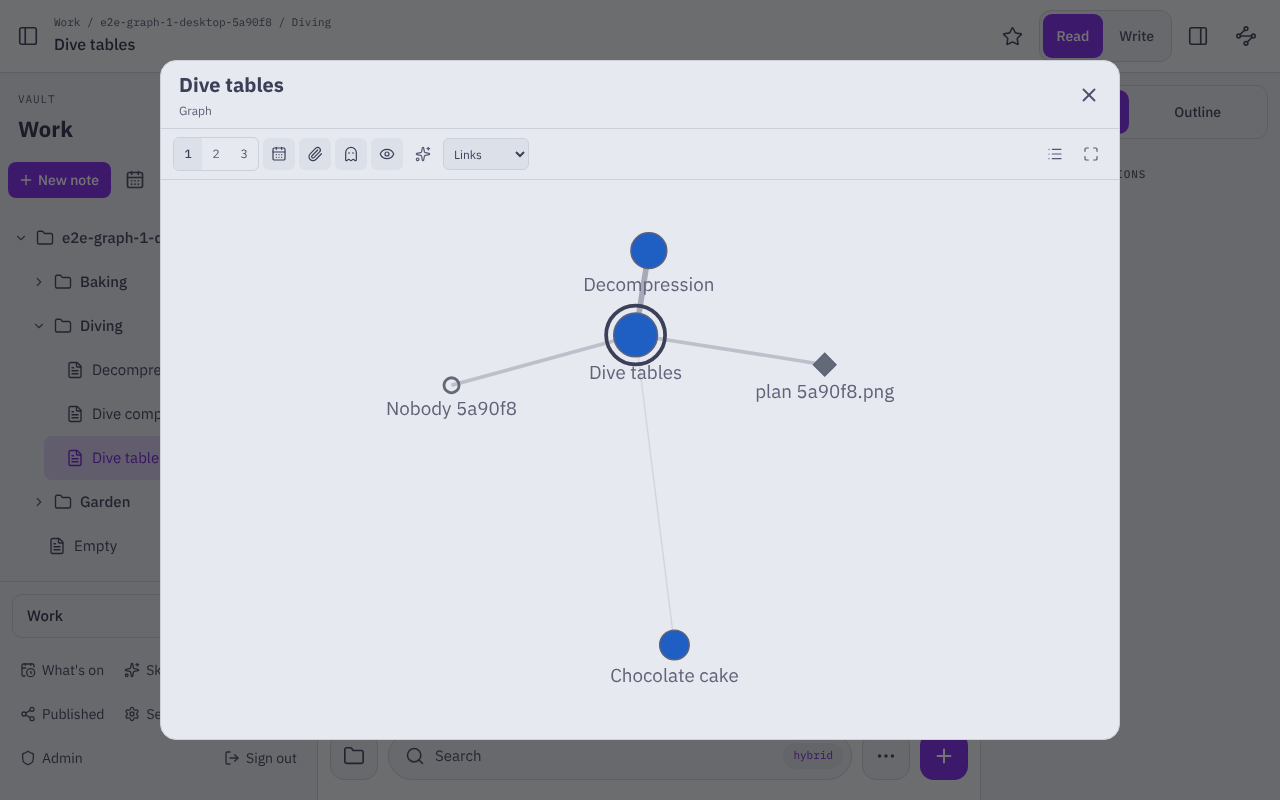 Work / e2e-graph-1-desktop-5a90f8 / Diving
Dive tables
Read
Write
VAULT
Work
New note
e2e-graph-1-d
Baking
Diving
Decompre
Dive comp
Dive table
Garden
Empty
Work
What's on
Sk
Published
Se
Admin
Sign out
Dive tables
Graph
1
2
3
Links
Decompression
Dive tables
Nobody 5a90f8
plan 5a90f8.png
Chocolate cake
Outline
IONS
Search
hybrid